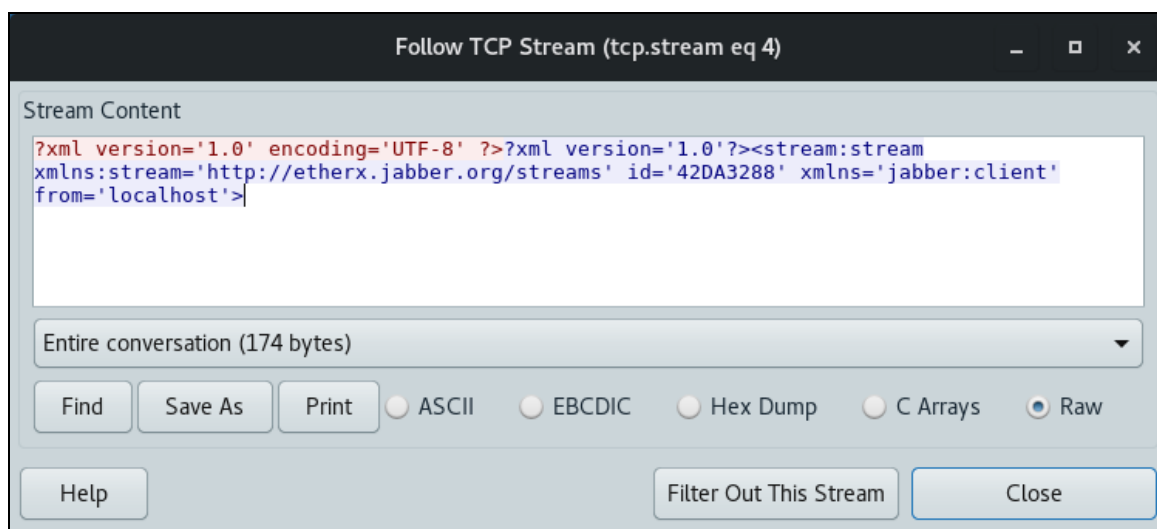 Follow TCP Stream (tcp.stream eq 4)
Stream Content
?xml version='1.0' encoding='UTF-8' ?>?xml version='1.0'?><stream:stream
xmlns:stream='http://etherx.jabber.org/streams' id='42DA3288' xmlns='jabber:client'
from='localhost'>
Entire conversation (174 bytes)
Find Save As Print ASCII EBCDIC Hex Dump C Arrays Raw
Help Filter Out This Stream Close